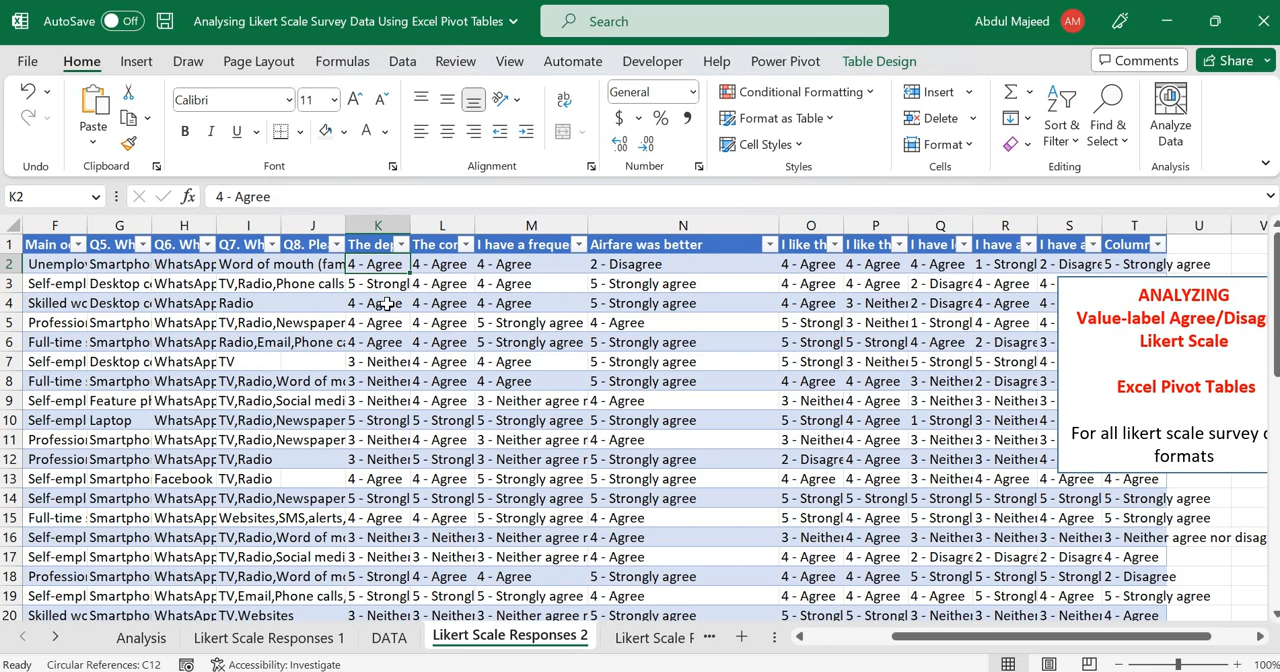 AutoSave Off Analysing Likert Scale Survey Data Using Excel Pivot Tables Search Abdul Majeed AM
File Home Insert Draw Page Layout Formulas Data Review View Automate Developer Help Power Pivot Table Design Comments Share
Calibri 11 General Conditional Formatting Insert
Paste Format as Table Delete Sort & Find & Analyze
B I U A $ % Cell Styles Format Filter Select Data
Undo Clipboard Font Alignment Number Styles Cells Editing Analysis
K2 fx 4 - Agree
F G H I J K L M N O P Q R S T U V
1 Main o Q5. Wh Q6. Wh Q7. Wh Q8. Ple The de The co I have a freque Airfare was better I like th I like th I have l I have a I have a Column
2 Unemplo Smartpho WhatsApp Word of mouth (fam 4 - Agree 4 - Agree 4 - Agree 2 - Disagree 4 - Agree 4 - Agree 4 - Agree 1 - Strongl 2 - Disagre 5 - Strongly agree
3 Self-empl Desktop c WhatsApp TV,Radio,Phone calls 5 - Strongl 4 - Agree 4 - Agree 5 - Strongly agree 4 - Agree 4 - Agree 2 - Disagre 4 - Agree 4 -
4 Skilled wo Desktop c WhatsApp Radio 4 - Agree 4 - Agree 4 - Agree 5 - Strongly agree 4 - Agree 3 - Neither 2 - Disagre 4 - Agree 4 -
5 Profession Smartpho WhatsApp TV,Radio,Newspaper 4 - Agree 4 - Agree 5 - Strongly agree 4 - Agree 5 - Strongl 3 - Neither 1 - Strongl 4 - Agree 4 -
6 Full-time Smartpho WhatsApp Radio,Email,Phone ca 4 - Agree 4 - Agree 5 - Strongly agree 5 - Strongly agree 5 - Strongl 5 - Strongl 4 - Agree 2 - Disagre 3 -
7 Self-empl Desktop c WhatsApp TV 3 - Neither 4 - Agree 4 - Agree 5 - Strongly agree 5 - Strongl 3 - Neither 5 - Strongl 5 - Strongl 4 -
8 Full-time Smartpho WhatsApp TV,Radio,Word of mo 3 - Neither 4 - Agree 4 - Agree 5 - Strongly agree 4 - Agree 4 - Agree 3 - Neither 2 - Disagre 3 -
9 Self-empl Feature ph WhatsApp TV,Radio,Social medi 3 - Neither 4 - Agree 3 - Neither agree n 5 - Strongly agree 3 - Neither 4 - Agree 3 - Neither 3 - Neither 3 -
10 Self-empl Laptop WhatsApp TV,Radio,Newspaper 5 - Strongl 5 - Strongl 5 - Strongly agree 4 - Agree 5 - Strongl 5 - Strongl 1 - Strongl 3 - Neither 5 -
11 Profession Smartpho WhatsApp TV,Radio,Newspaper 3 - Neither 4 - Agree 3 - Neither agree n 4 - Agree 3 - Neither 4 - Agree 3 - Neither 3 - Neither 3 -
12 Profession Smartpho WhatsApp TV,Radio 3 - Neither 5 - Strongl 3 - Neither agree n 5 - Strongly agree 2 - Disagre 4 - Agree 3 - Neither 3 - Neither 4 -
13 Self-empl Smartpho Facebook TV,Radio 4 - Agree 4 - Agree 3 - Neither agree n 4 - Agree 4 - Agree 4 - Agree 3 - Neither 4 - Agree 4 - Agree 4 - Agree
14 Self-empl Smartpho WhatsApp TV,Radio,Newspaper 5 - Strongl 5 - Strongl 5 - Strongly agree 5 - Strongly agree 5 - Strongl 5 - Strongl 5 - Strongl 5 - Strongl 5 - Strongl 5 - Strongly agree
15 Full-time Smartpho WhatsApp Websites,SMS,alerts, 4 - Agree 4 - Agree 5 - Strongly agree 4 - Agree 5 - Strongl 4 - Agree 5 - Strongl 3 - Neither 4 - Agree 5 - Strongly agree
16 Self-empl Smartpho WhatsApp TV,Radio,Word of mo 3 - Neither 3 - Neither 3 - Neither agree n 4 - Agree 3 - Neither 4 - Agree 3 - Neither 3 - Neither 3 - Neither 3 - Neither agree nor disag
17 Self-empl Smartpho WhatsApp TV,Radio,Social medi 3 - Neither 3 - Neither 5 - Strongly agree 4 - Agree 4 - Agree 4 - Agree 2 - Disagre 2 - Disagre 2 - Disagre 4 - Agree
18 Profession Smartpho WhatsApp TV,Radio,Word of mo 5 - Strongl 4 - Agree 4 - Agree 5 - Strongly agree 4 - Agree 4 - Agree 5 - Strongl 5 - Strongl 5 - Strongl 2 - Disagree
19 Self-empl Smartpho WhatsApp TV,Email,Phone calls, 5 - Strongl 4 - Agree 5 - Strongly agree 5 - Strongly agree 4 - Agree 4 - Agree 5 - Strongl 5 - Strongl 4 - Agree 5 - Strongly agree
20 Skilled wo Smartpho WhatsApp TV,Websites 3 - Neither 3 - Neither 3 - Neither agree n 4 - Agree 5 - Strongl 5 - Strongl 3 - Neither 3 - Neither 5 - Strongl 4 - Agree
ANALYZING
Value-label Agree/Disag
Likert Scale
Excel Pivot Tables
For all likert scale survey
formats
Analysis Likert Scale Responses 1 DATA Likert Scale Responses 2 Likert Scale F
Ready Circular References: C12 Accessibility: Investigate 100%